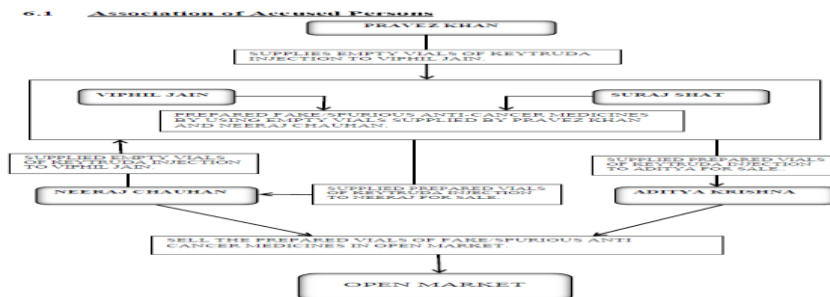 6.1 Association of Accused Persons
PRAVEZ KHAN
SUPPLIES EMPTY VIALS OF KEYTRUDA
INJECTION TO VIPHIL JAIN.
VIPHIL JAIN
SURAJ SHAT
PREPARED FAKE/SPURIOUS ANTI-CANCER MEDICINES
BY USING EMPTY VIALS SUPPLIED BY PRAVEZ KHAN
AND NEERAJ CHAUHAN.
SUPPLIED EMPTY VIALS
OF KEYTRUDA INJECTION
TO VIPHIL JAIN.
SUPPLIED PREPARED VIALS
OF KEYTRUDA INJECTION
TO ADITYA FOR SALE..
NEERAJ CHAUHAN
SUPPLIED PREPARED VIALS
OF KEYTRUDA INJECTION
TO NEERAJ FOR SALE..
ADITYA KRISHNA
SELL THE PREPARED VIALS OF FAKE/SPURIOUS ANTI
CANCER MEDICINES IN OPEN MARKET.
OPEN MARKET